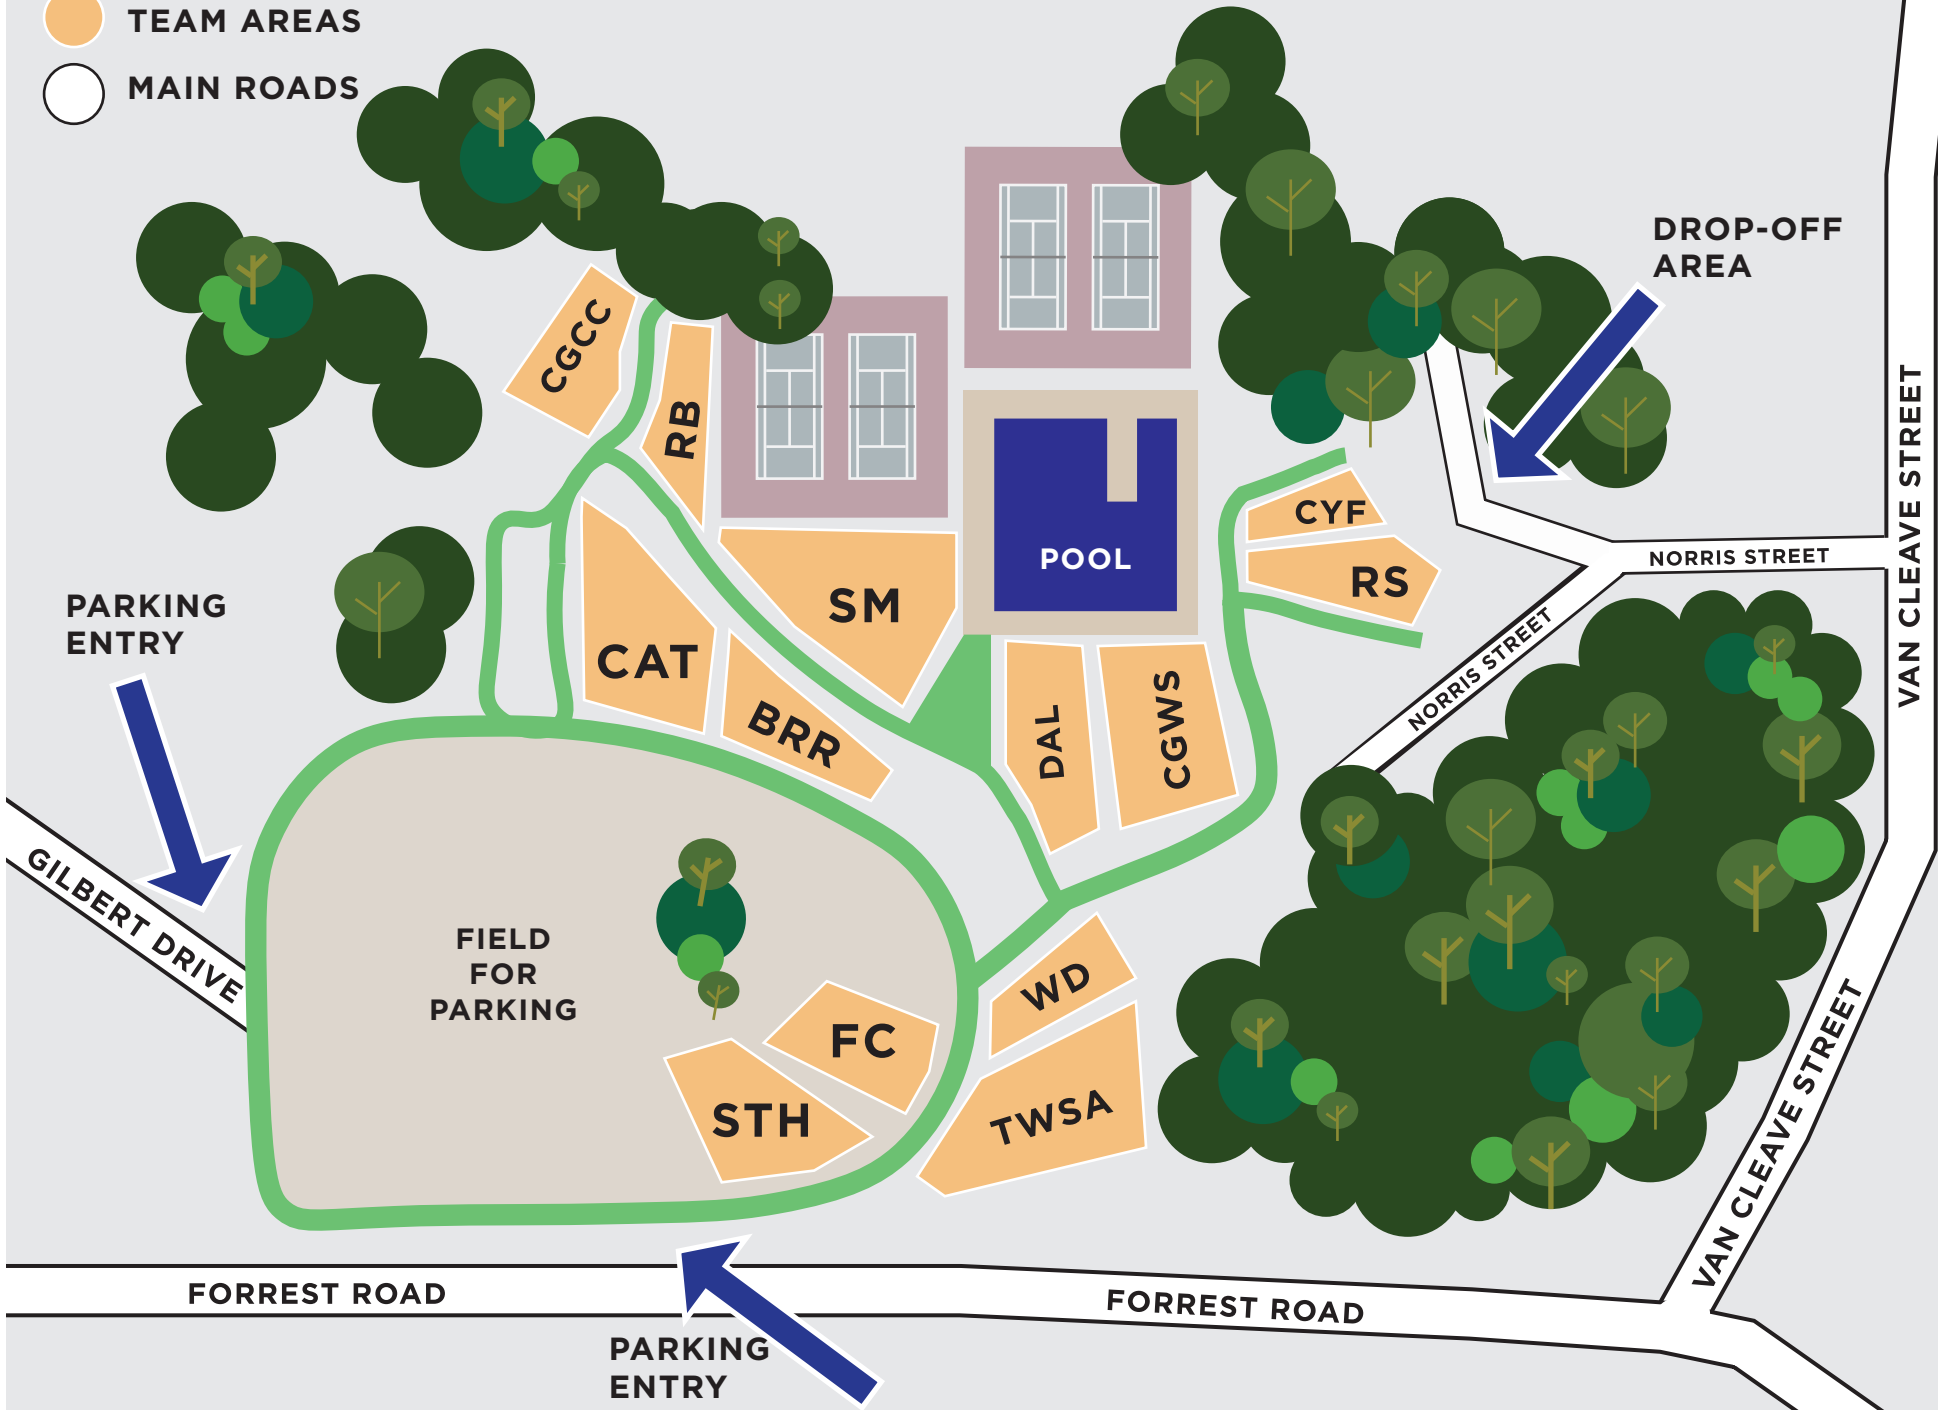 TEAM AREAS
MAIN ROADS
DROP-OFF
AREA
CGCC
RB
VAN CLEAVE STREET
CYF
POOL
NORRIS STREET
RS
SM
PARKING
ENTRY
CAT
NORRIS STREET
BRR
DAL
CGWS
GILBERT DRIVE
FIELD
FOR
PARKING
WD
FC
STH
TWSA
VAN CLEAVE STREET
FORREST ROAD
FORREST ROAD
PARKING
ENTRY